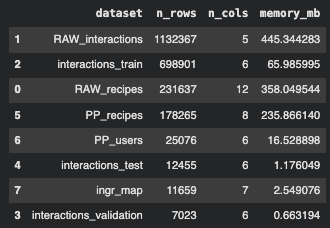 dataset n_rows n_cols memory_mb
1 RAW_interactions 1132367 5 445.344283
2 interactions_train 698901 6 65.985995
0 RAW_recipes 231637 12 358.049544
5 PP_recipes 178265 8 235.866140
6 PP_users 25076 6 16.528898
4 interactions_test 12455 6 1.176049
7 ingr_map 11659 7 2.549076
3 interactions_validation 7023 6 0.663194